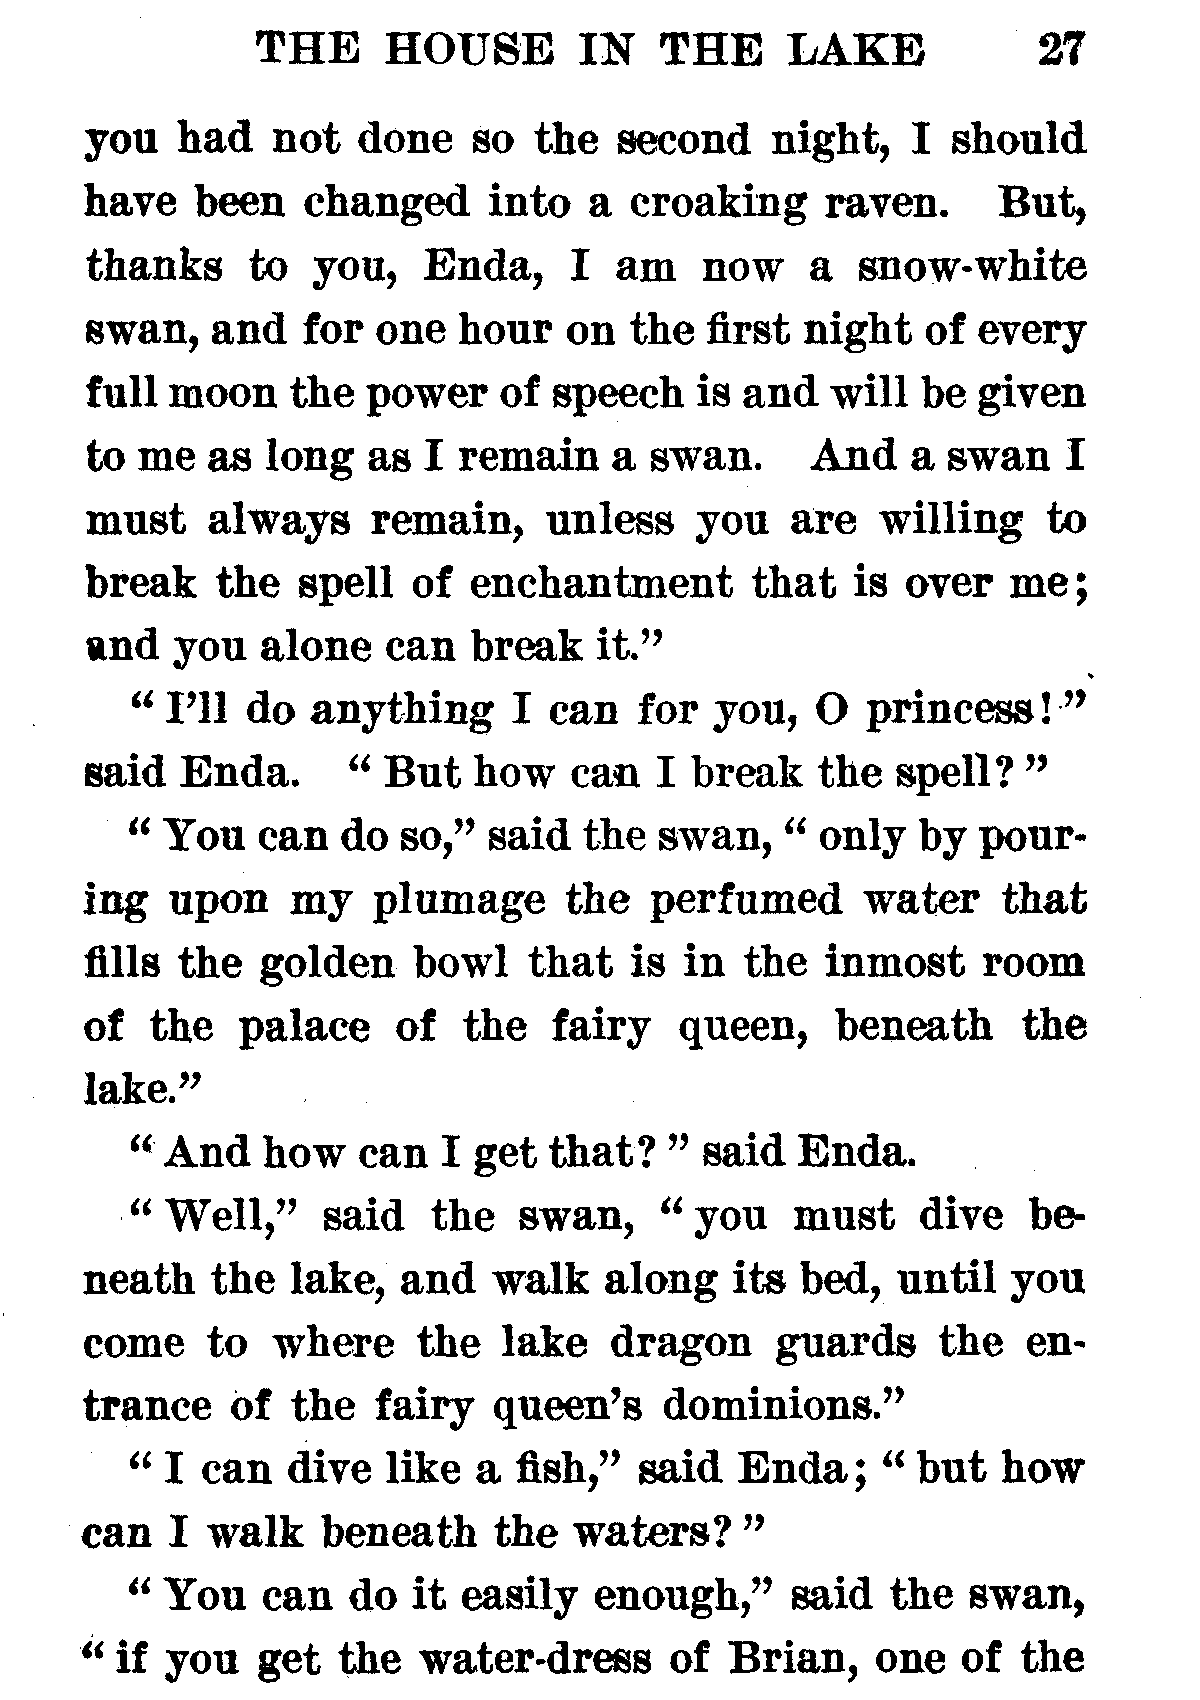 THE HOUSE IN THE LAKE 27
you had not done so the second night, I should
have been changed into a croaking raven. But,
thanks to you, Enda, I am now a snow-white
swan, and for one hour on the first night of every
full moon the power of speech is and will be given
to me as long as I remain a swan. And a swan I
must always remain, unless you are willing to
break the spell of enchantment that is over me;
and you alone can break it.”
“ I’ll do anything I can for you, O princess!”
said Enda. “ But how can I break the spell? ”
“ You can do so,” said the swan, “ only by pour-
ing upon my plumage the perfumed water that
fills the golden bowl that is in the inmost room
of the palace of the fairy queen, beneath the
lake.”
“ And how can I get that? ” said Enda.
“ Well,” said the swan, “ you must dive be-
neath the lake, and walk along its bed, until you
come to where the lake dragon guards the en-
trance of the fairy queen’s dominions.”
“ I can dive like a fish,” said Enda; “ but how
can I walk beneath the waters? ”
“ You can do it easily enough,” said the swan,
“ if you get the water-dress of Brian, one of the